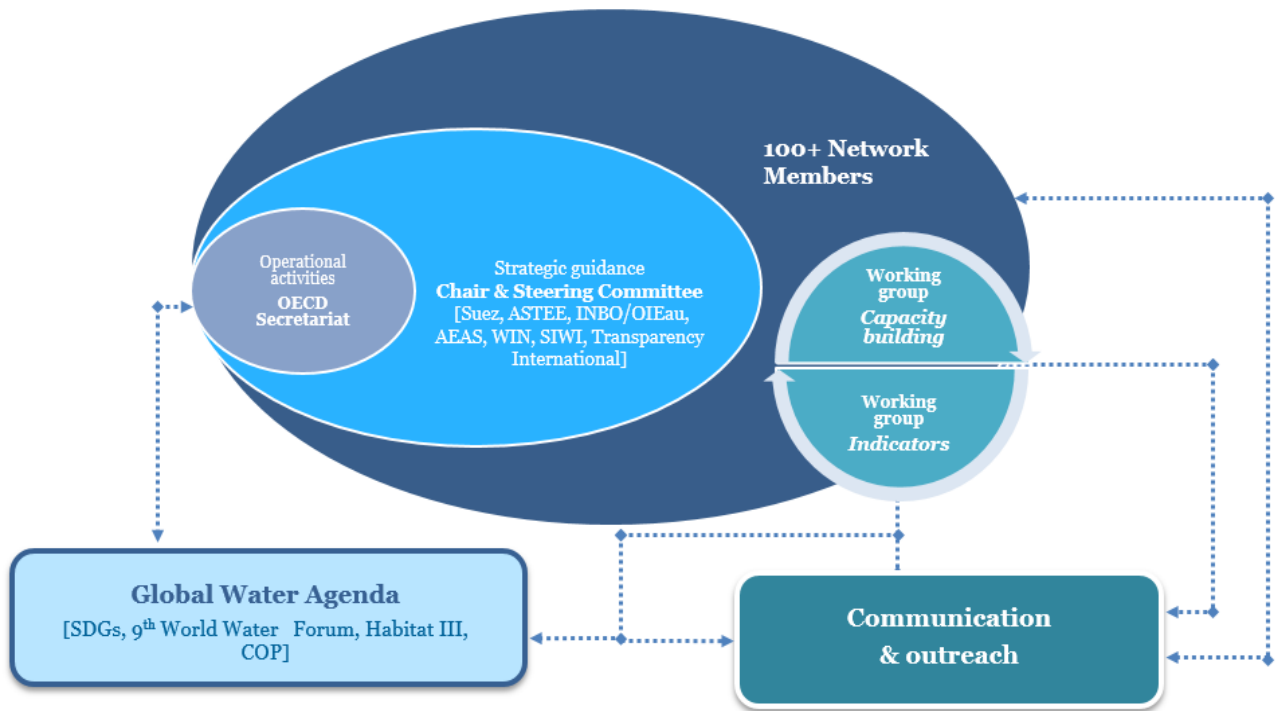 100+ Network
Members
Operational
activities
OECD
Secretariat
Strategic guidance
Chair & Steering Committee
[Suez, ASTEE, INBO/OIEau,
AEAS, WIN, SIWI, Transparency
International]
Working
group
Capacity
building
Working
group
Indicators
Global Water Agenda
[SDGs, 9th World Water Forum, Habitat III,
COP]
Communication
& outreach